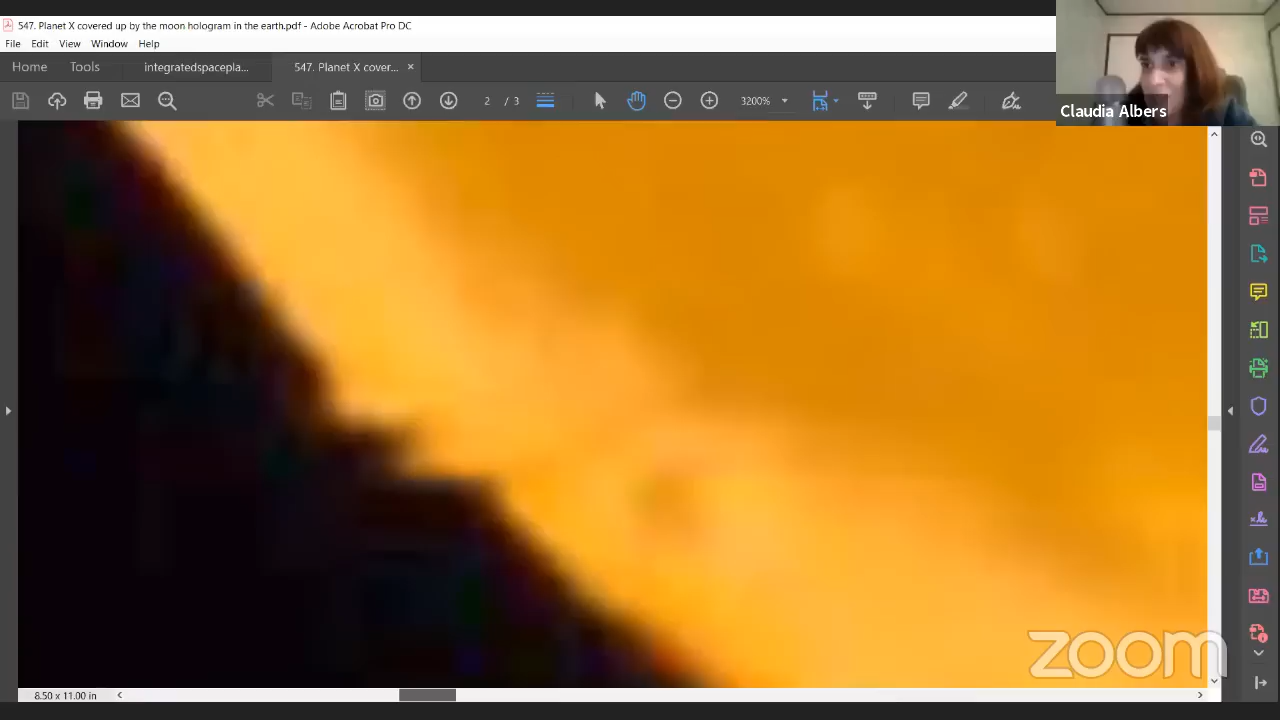 547. Planet X covered up by the moon hologram in the earth.pdf - Adobe Acrobat Pro DC
File Edit View Window Help
Home Tools integratedspacepla... 547. Planet X cover... ×
2 / 3 3200%
Claudia Albers
zoom
8.50 x 11.00 in